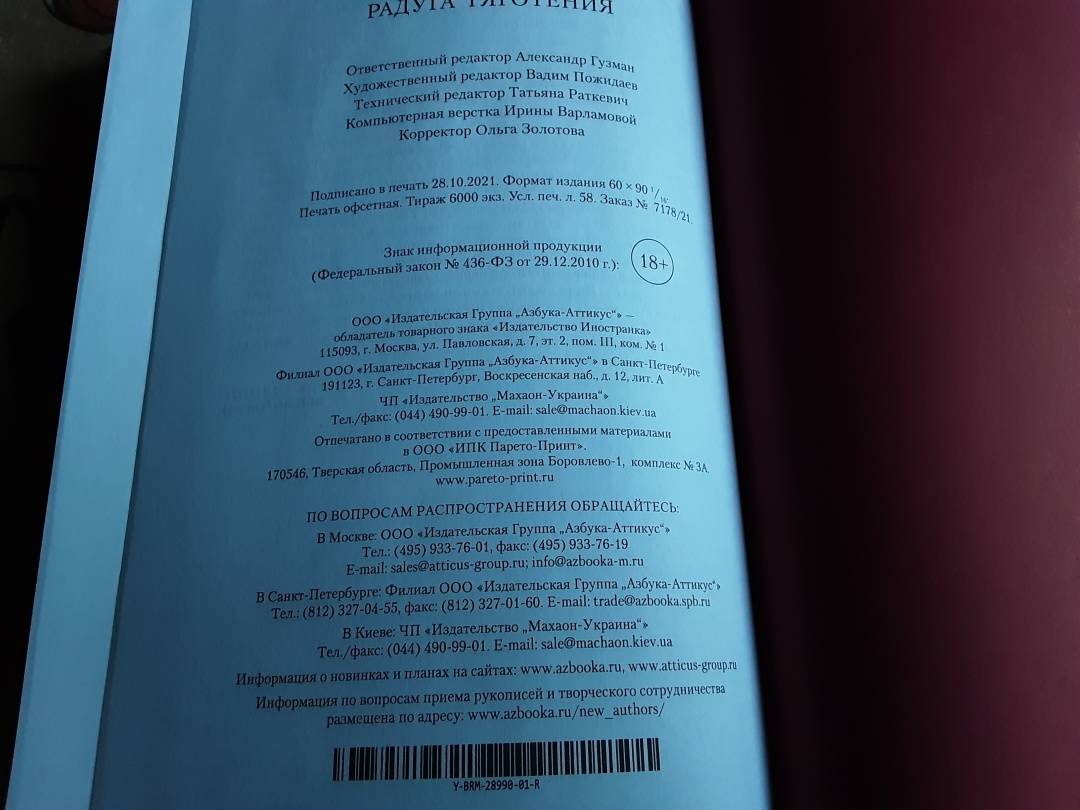 РАДУГА ТЯГОТЕНИЯ
Ответственный редактор Александр Гузман
Художественный редактор Вадим Пожидаев
Технический редактор Татьяна Раткевич
Компьютерная верстка Ирины Варламовой
Корректор Ольга Золотова
Подписано в печать 28.10.2021. Формат издания 60 × 90 1/16.
Печать офсетная. Тираж 6000 экз. Усл. печ. л. 58. Заказ № 7178/21.
Знак информационной продукции
(Федеральный закон № 436-ФЗ от 29.12.2010 г.):
18+
ООО «Издательская Группа „Азбука-Аттикус“» —
обладатель товарного знака «Издательство Иностранка»
115093, г. Москва, ул. Павловская, д. 7, эт. 2, пом. III, ком. № 1
Филиал ООО «Издательская Группа „Азбука-Аттикус“» в Санкт-Петербурге
191123, г. Санкт-Петербург, Воскресенская наб., д. 12, лит. А
ЧП «Издательство „Махаон-Украина“»
Тел./факс: (044) 490-99-01. E-mail: sale@machaon.kiev.ua
Отпечатано в соответствии с предоставленными материалами
в ООО «ИПК Парето-Принт».
170546, Тверская область, Промышленная зона Боровлево-1, комплекс № 3А.
www.pareto-print.ru
ПО ВОПРОСАМ РАСПРОСТРАНЕНИЯ ОБРАЩАЙТЕСЬ:
В Москве: ООО «Издательская Группа „Азбука-Аттикус“»
Тел.: (495) 933-76-01, факс: (495) 933-76-19
E-mail: sales@atticus-group.ru; info@azbooka-m.ru
В Санкт-Петербурге: Филиал ООО «Издательская Группа „Азбука-Аттикус“»
Тел.: (812) 327-04-55, факс: (812) 327-01-60. E-mail: trade@azbooka.spb.ru
В Киеве: ЧП «Издательство „Махаон-Украина“»
Тел./факс: (044) 490-99-01. E-mail: sale@machaon.kiev.ua
Информация о новинках и планах на сайтах: www.azbooka.ru, www.atticus-group.ru
Информация по вопросам приема рукописей и творческого сотрудничества
размещена по адресу: www.azbooka.ru/new_authors/
Y-BRM-28990-01-R